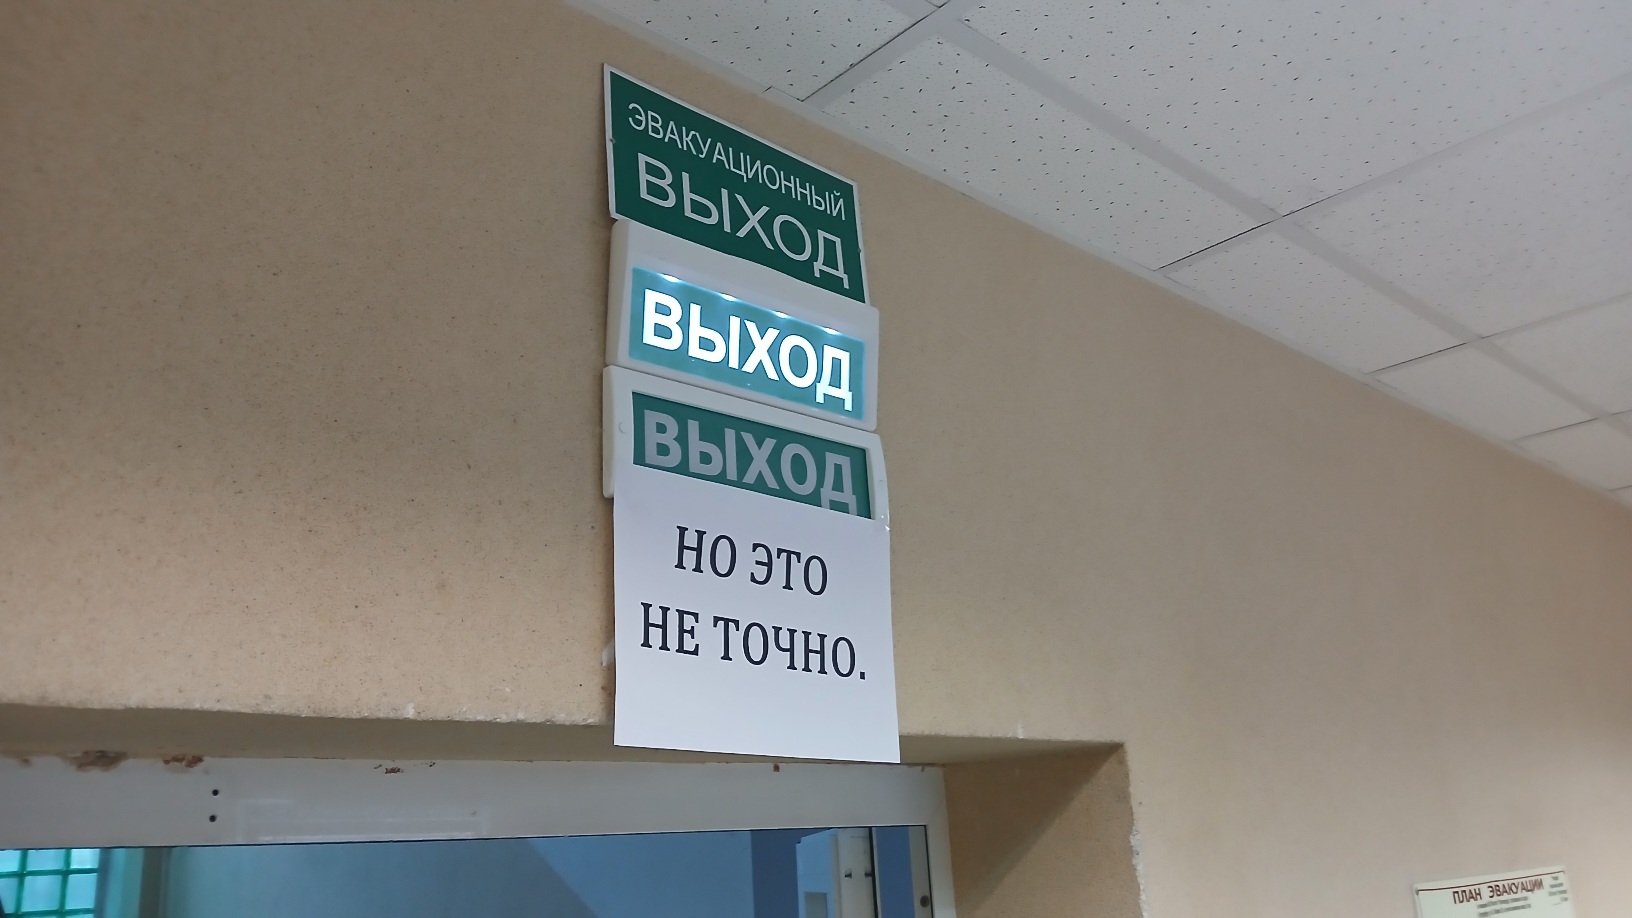 ЭВАКУАЦИОННЫЙ
ВЫХОД
ВЫХОД
ВЫХОД
НО ЭТО
НЕ ТОЧНО.
ПЛАН ЭВАКУАЦИИ